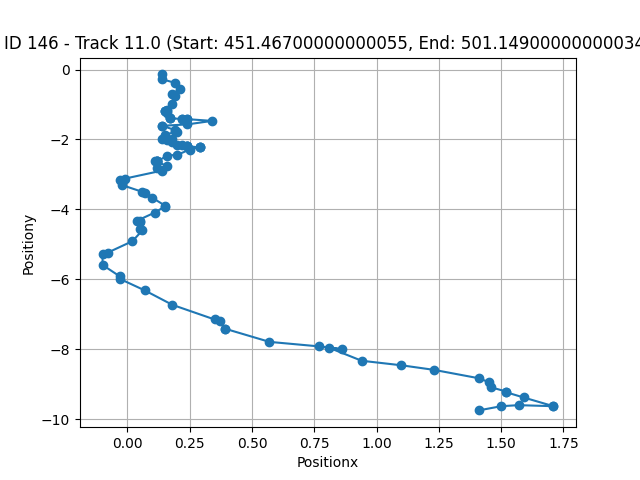 ID 146 - Track 11.0 (Start: 451.46700000000055, End: 501.14900000000034
0
−2
−4
−6
−8
−10
Positiony
0.00 0.25 0.50 0.75 1.00 1.25 1.50 1.75
Positionx